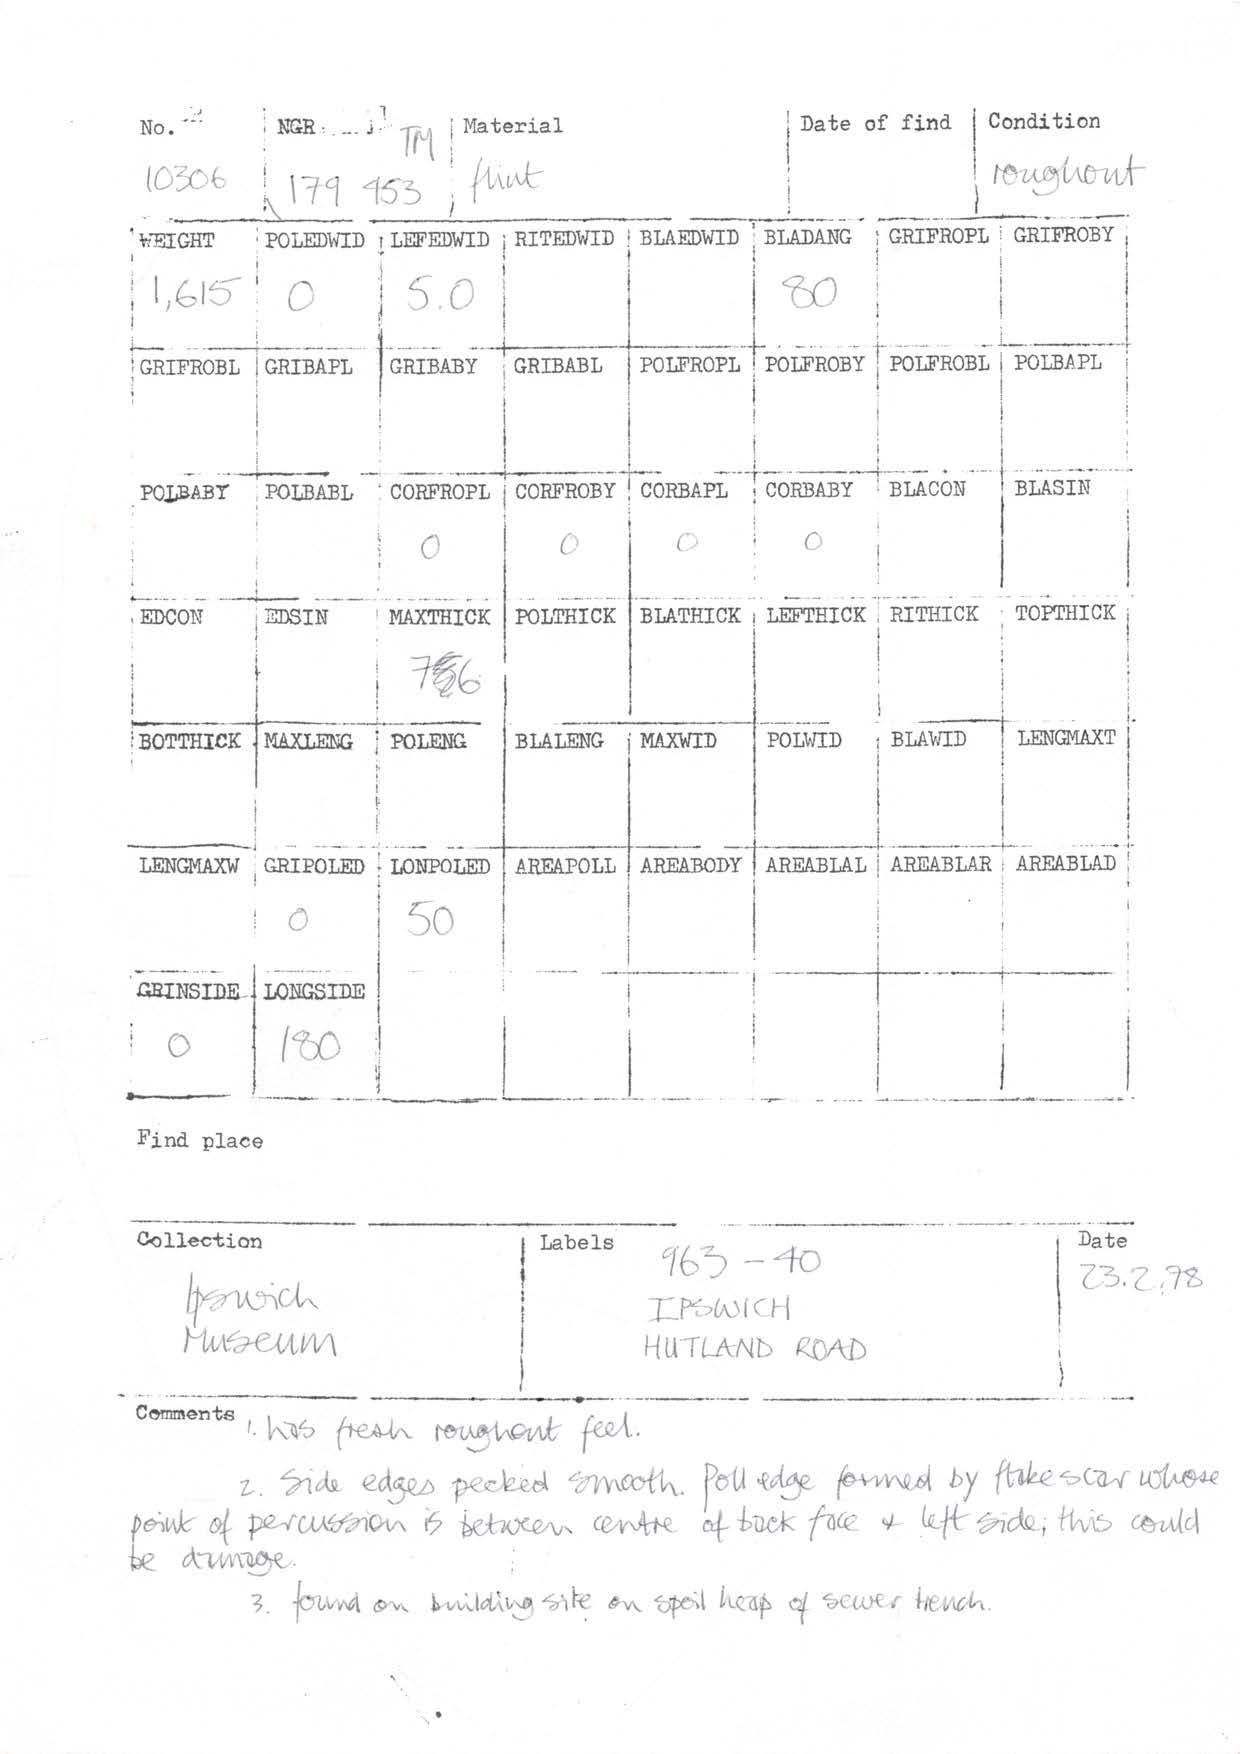 No. NGR Material Date of find Condition
TM
10306 179 453 flint roughout
WEIGHT POLEDWID LEFEDWID RITEDWID BLAEDWID BLADANG GRIFROPL GRIFROBY
1,615 0 5.0 80
GRIFROBL GRIBAPL GRIBABY GRIBABL POLFROPL POLFROBY POLFROBL POLBAPL
POLBABY POLBABL CORFROPL CORFROBY CORBAPL CORBABY BLACON BLASIN
0 0 0 0
EDCON EDSIN MAXTHICK POLTHICK BLATHICK LEFTHICK RITHICK TOPTHICK
76
BOTTHICK MAXLENG POLENG BLALENG MAXWID POLWID BLAWID LENGMAXT
LENGMAXW GRIPOLED LONPOLED AREAPOLL AREABODY AREABLAL AREABLAR AREABLAD
0 50
GRINSIDE LONGSIDE
0 180
Find place
Collection Labels Date
963-40 23.2.78
Ipswich IPSWICH
Museum HUTLAND ROAD
Comments 1. has fresh roughout feel.
2. Side edges pecked smooth. Poll edge formed by flake scar whose
point of percussion is between centre of back face + left side; this could
be damage.
3. found on building site on spoil heap of sewer trench.